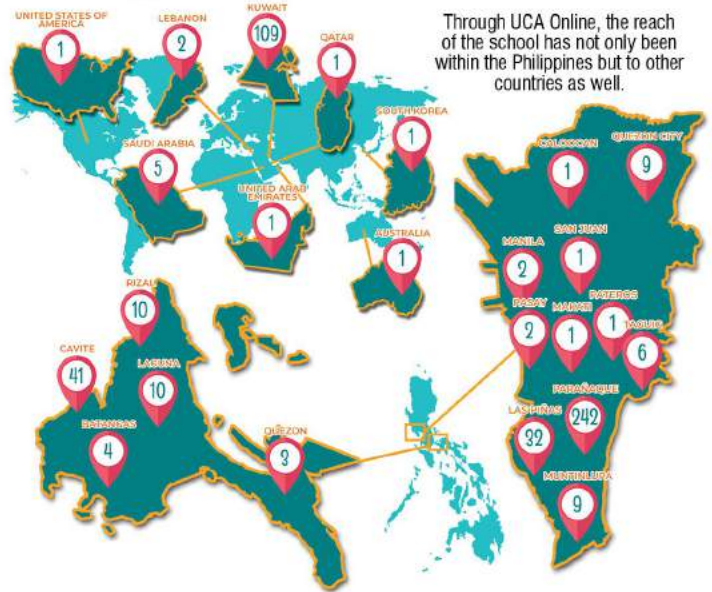 Through UCA Online, the reach
of the school has not only been
within the Philippines but to other
countries as well.
UNITED STATES OF
AMERICA
1
LEBANON
2
KUWAIT
109
QATAR
1
SAUDI ARABIA
5
SOUTH KOREA
1
UNITED ARAB
EMIRATES
1
AUSTRALIA
1
CALOOCAN
1
QUEZON CITY
9
MANILA
2
SAN JUAN
1
PASAY
2
MAKATI
1
PATEROS
1
TAGUIG
6
PARAÑAQUE
242
LAS PIÑAS
32
MUNTINLUPA
9
RIZAL
10
CAVITE
41
LAGUNA
10
BATANGAS
4
QUEZON
3